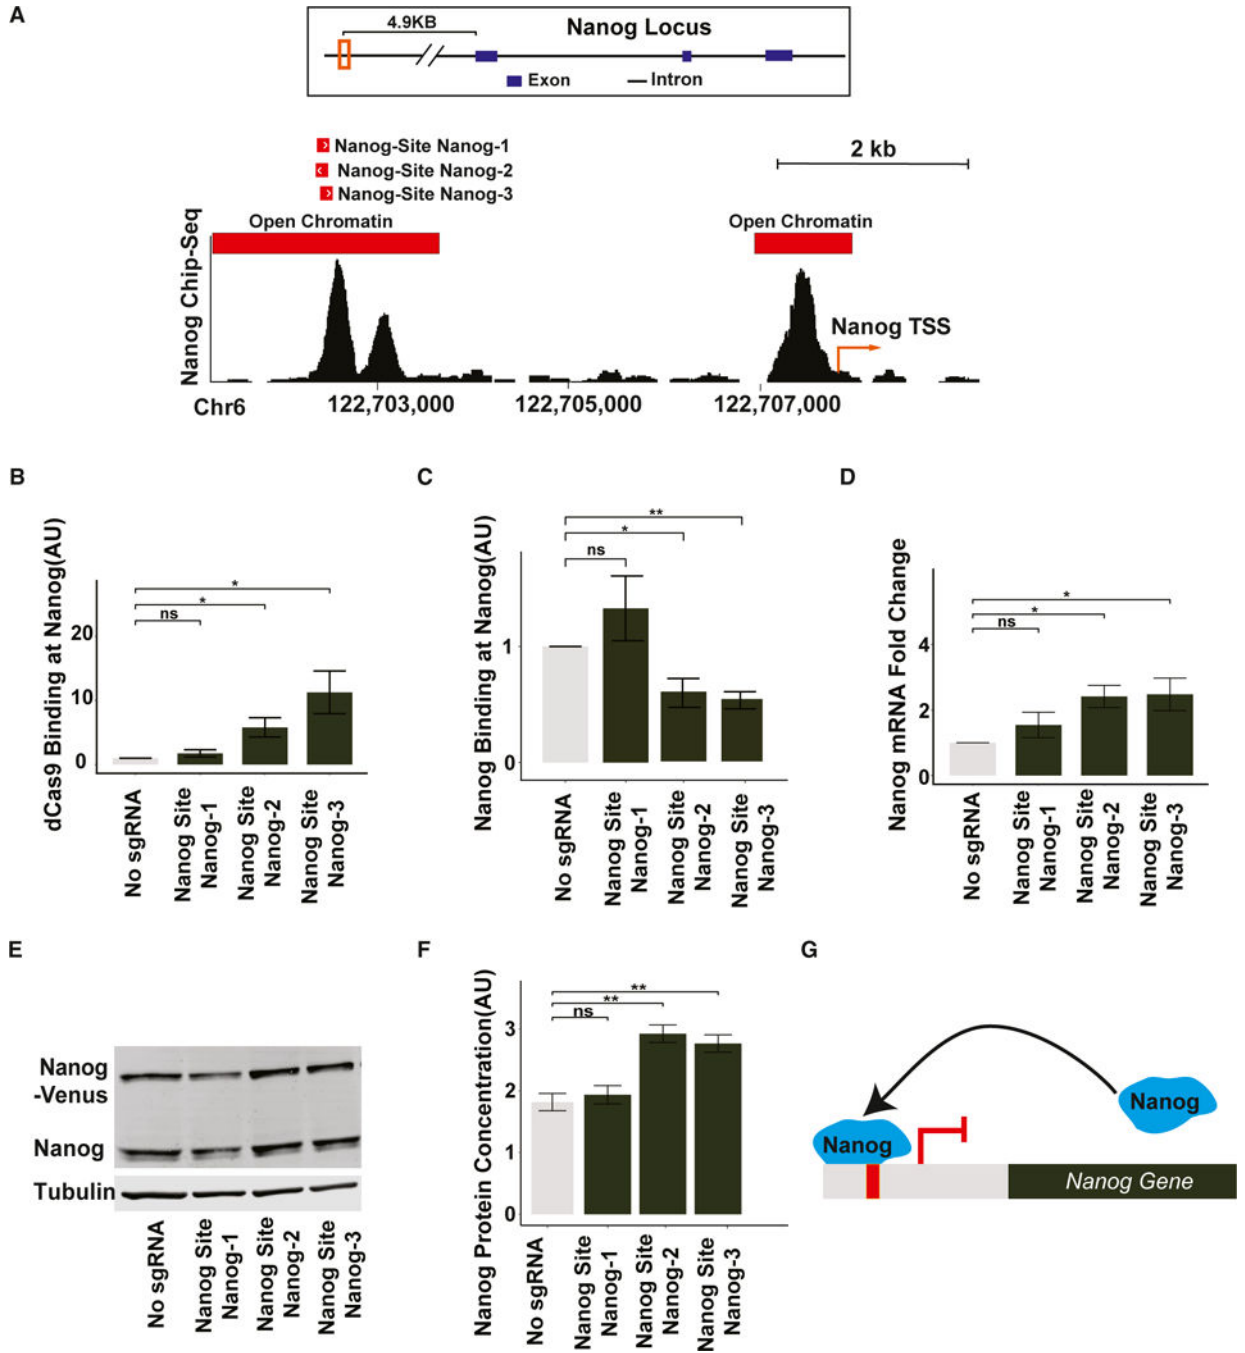 A
4.9KB
Nanog Locus
Exon
Intron
Nanog-Site Nanog-1
Nanog-Site Nanog-2
Nanog-Site Nanog-3
2 kb
Open Chromatin
Open Chromatin
Nanog Chip-Seq
Nanog TSS
Chr6
122,703,000
122,705,000
122,707,000
B
dCas9 Binding at Nanog(AU)
20
10
0
*
*
ns
No sgRNA
Nanog Site
Nanog-1
Nanog Site
Nanog-2
Nanog Site
Nanog-3
C
Nanog Binding at Nanog(AU)
1
0
**
*
ns
No sgRNA
Nanog Site
Nanog-1
Nanog Site
Nanog-2
Nanog Site
Nanog-3
D
Nanog mRNA Fold Change
4
2
0
*
*
ns
No sgRNA
Nanog Site
Nanog-1
Nanog Site
Nanog-2
Nanog Site
Nanog-3
E
Nanog
-Venus
Nanog
Tubulin
No sgRNA
Nanog Site
Nanog-1
Nanog Site
Nanog-2
Nanog Site
Nanog-3
F
Nanog Protein Concentration(AU)
3
2
1
0
**
**
ns
No sgRNA
Nanog Site
Nanog-1
Nanog Site
Nanog-2
Nanog Site
Nanog-3
G
Nanog
Nanog
Nanog Gene